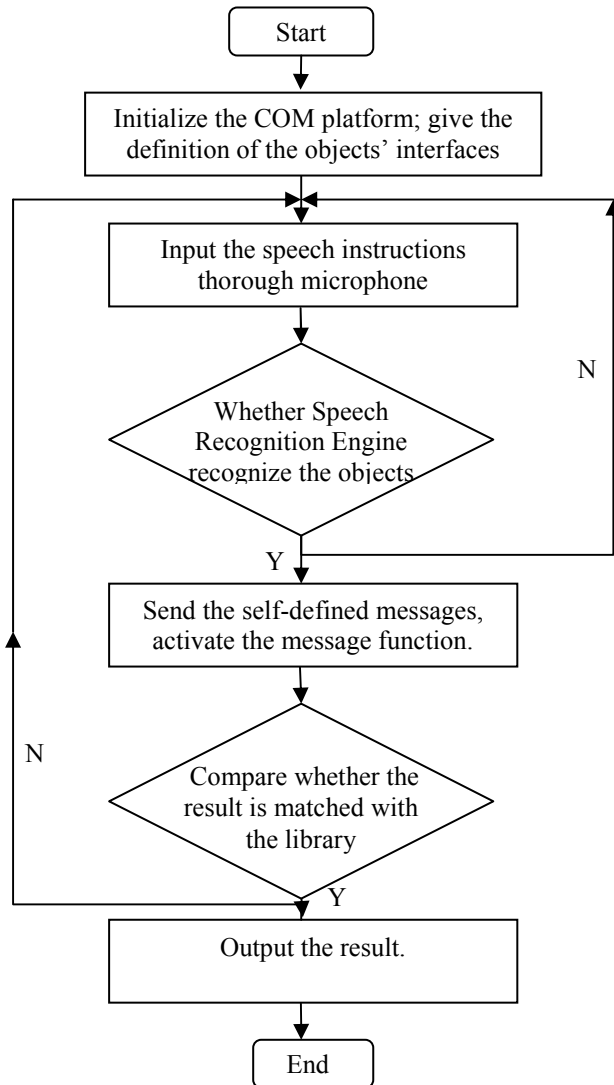 Start
Initialize the COM platform; give the
definition of the objects’ interfaces
Input the speech instructions
thorough microphone
N
Whether Speech
Recognition Engine
recognize the objects
Y
Send the self-defined messages,
activate the message function.
N
Compare whether the
result is matched with
the library
Y
Output the result.
End